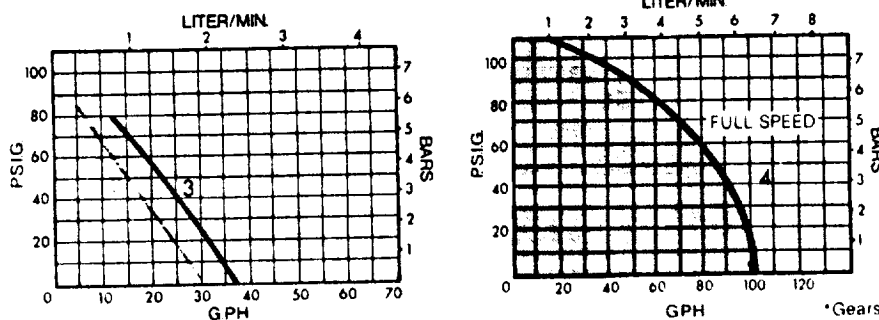 LITER/MIN.
1 2 3 4
100
80
60
40
20
P.S.I.G.
7
6
5
4
3
2
1
BARS
3
0 10 20 30 40 50 60 70
G.PH
LITER/MIN.
1 2 3 4 5 6 7 8
100
80
60
40
20
P.S.I.G.
7
6
5
4
3
2
1
BARS
FULL SPEED
4
0 20 40 60 80 100 120
GPH
*Gears